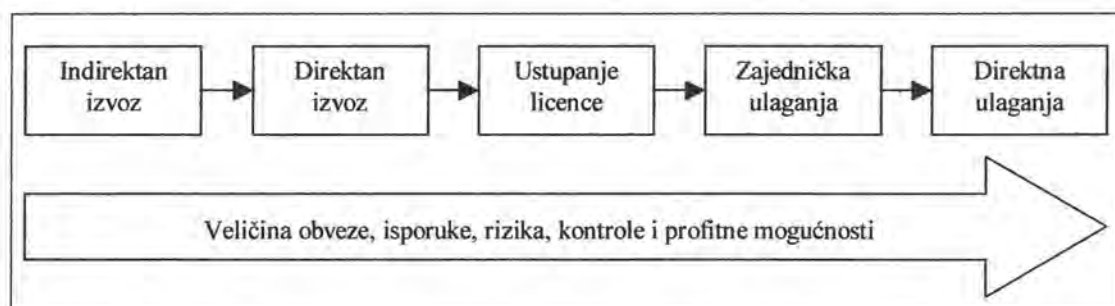 Indirektan
izvoz
Direktan
izvoz
Ustupanje
licence
Zajednička
ulaganja
Direktna
ulaganja
Veličina obveze, isporuke, rizika, kontrole i profitne mogućnosti